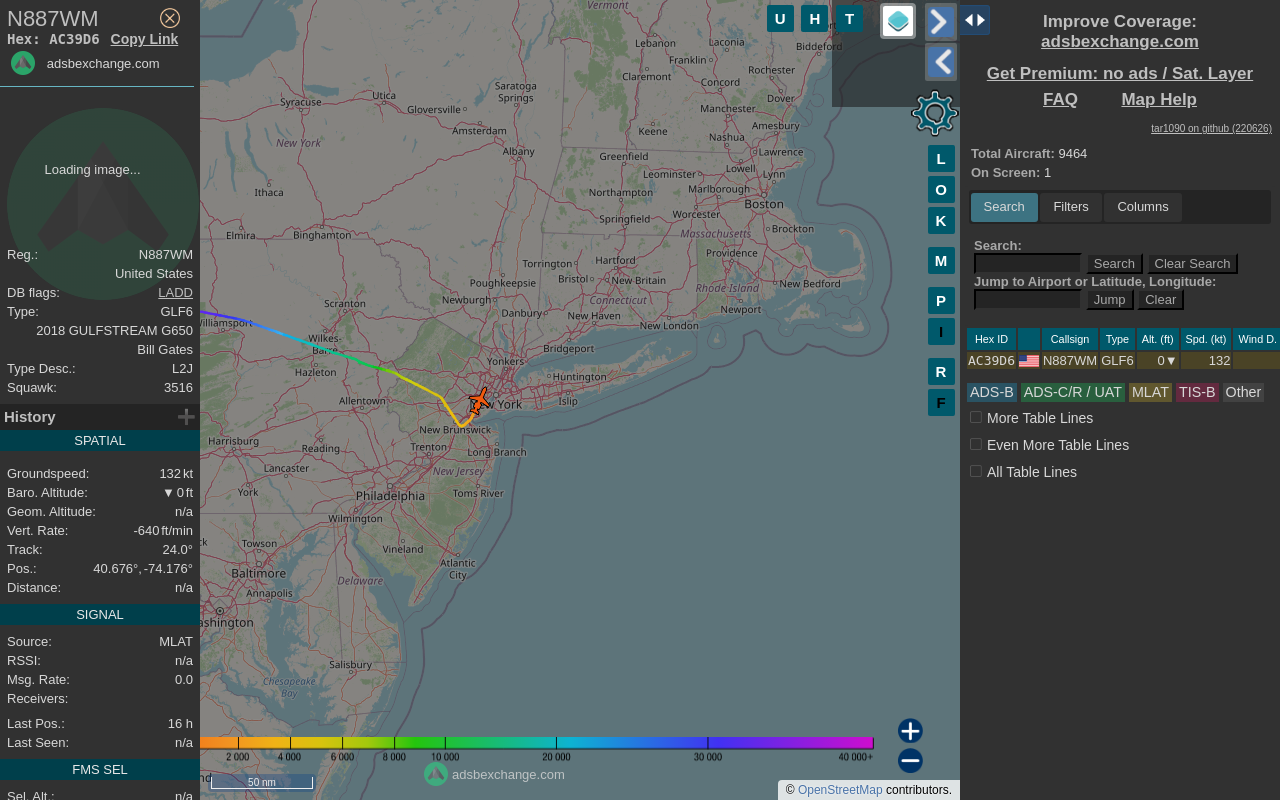 N887WM
Hex: AC39D6 Copy Link
adsbexchange.com
Loading image...
Reg.: N887WM
United States
DB flags: LADD
Type: GLF6
2018 GULFSTREAM G650
Bill Gates
Type Desc.: L2J
Squawk: 3516
History
SPATIAL
Groundspeed: 132 kt
Baro. Altitude: ▼ 0 ft
Geom. Altitude: n/a
Vert. Rate: -640 ft/min
Track: 24.0°
Pos.: 40.676°, -74.176°
Distance: n/a
SIGNAL
Source: MLAT
RSSI: n/a
Msg. Rate: 0.0
Receivers:
Last Pos.: 16 h
Last Seen: n/a
FMS SEL
Sel. Alt.: n/a
Vermont
Lebanon
Laconia
Biddeford
Franklin
Rochester
Claremont
Concord
Saratoga
Springs
Dover
Syracuse
Utica
Gloversville
Manchester
Amesbury
Amsterdam
Keene
Nashua
New York
Albany
Greenfield
Lowell
Lawrence
Leominster
Lynn
Ithaca
Northampton
Marlborough
Boston
Springfield
Worcester
Elmira
Binghamton
Massachusetts
Brockton
Torrington
Hartford
Providence
Poughkeepsie
Bristol
New Britain
Rhode Island
New Bedford
Scranton
Newburgh
Connecticut
Danbury
New Haven
Newport
Williamsport
New London
Wilkes-
Barre
Bridgeport
Yonkers
Hazleton
Huntington
Allentown
New York
Islip
New Brunswick
Harrisburg
Reading
Trenton
Long Branch
Lancaster
New Jersey
York
Philadelphia
Toms River
Wilmington
Towson
Vineland
Baltimore
Atlantic
City
Annapolis
Delaware
ashington
Salisbury
Chesapeake
Bay
2 000 4 000 6 000 8 000 10 000 20 000 30 000 40 000+
50 nm
adsbexchange.com
© OpenStreetMap contributors.
U H T
L
O
K
M
P
I
R
F
Improve Coverage:
adsbexchange.com
Get Premium: no ads / Sat. Layer
FAQ Map Help
tar1090 on github (220626)
Total Aircraft: 9464
On Screen: 1
Search Filters Columns
Search:
Search Clear Search
Jump to Airport or Latitude, Longitude:
Jump Clear
Hex ID Callsign Type Alt. (ft) Spd. (kt) Wind D.
AC39D6 N887WM GLF6 0▼ 132
ADS-B ADS-C/R / UAT MLAT TIS-B Other
More Table Lines
Even More Table Lines
All Table Lines